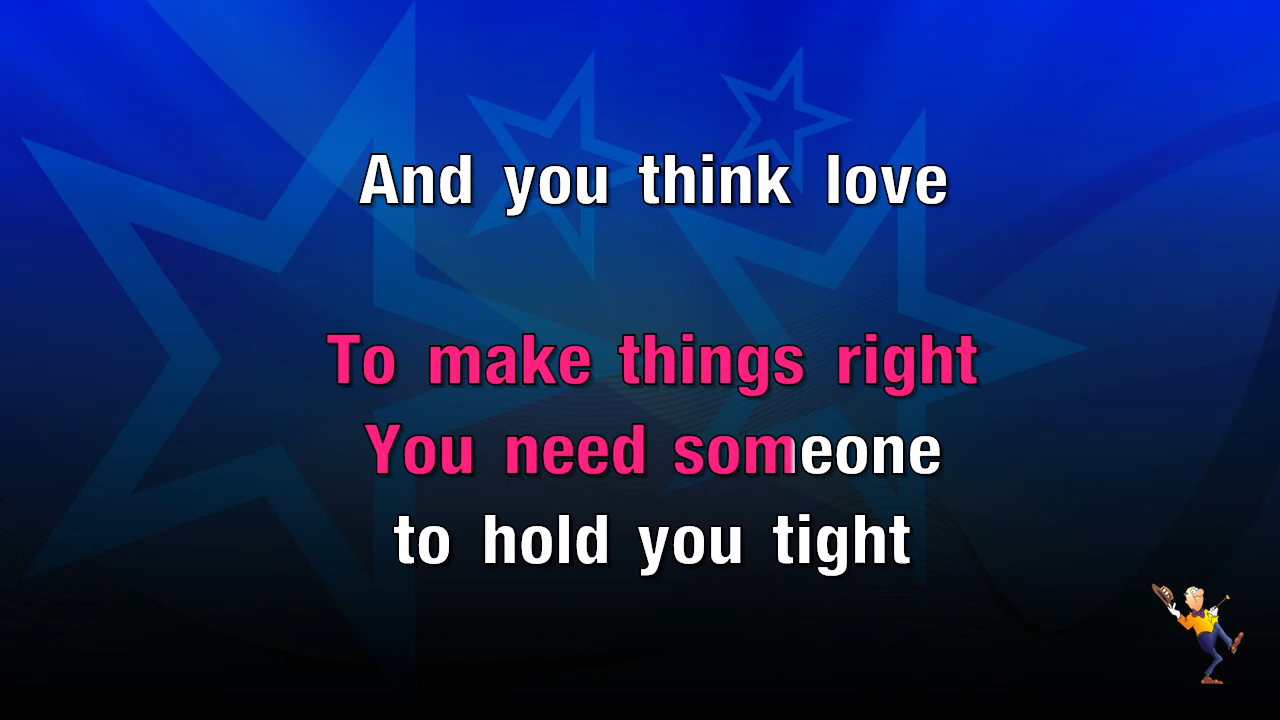 And you think love
To make things right
You need someone
to hold you tight